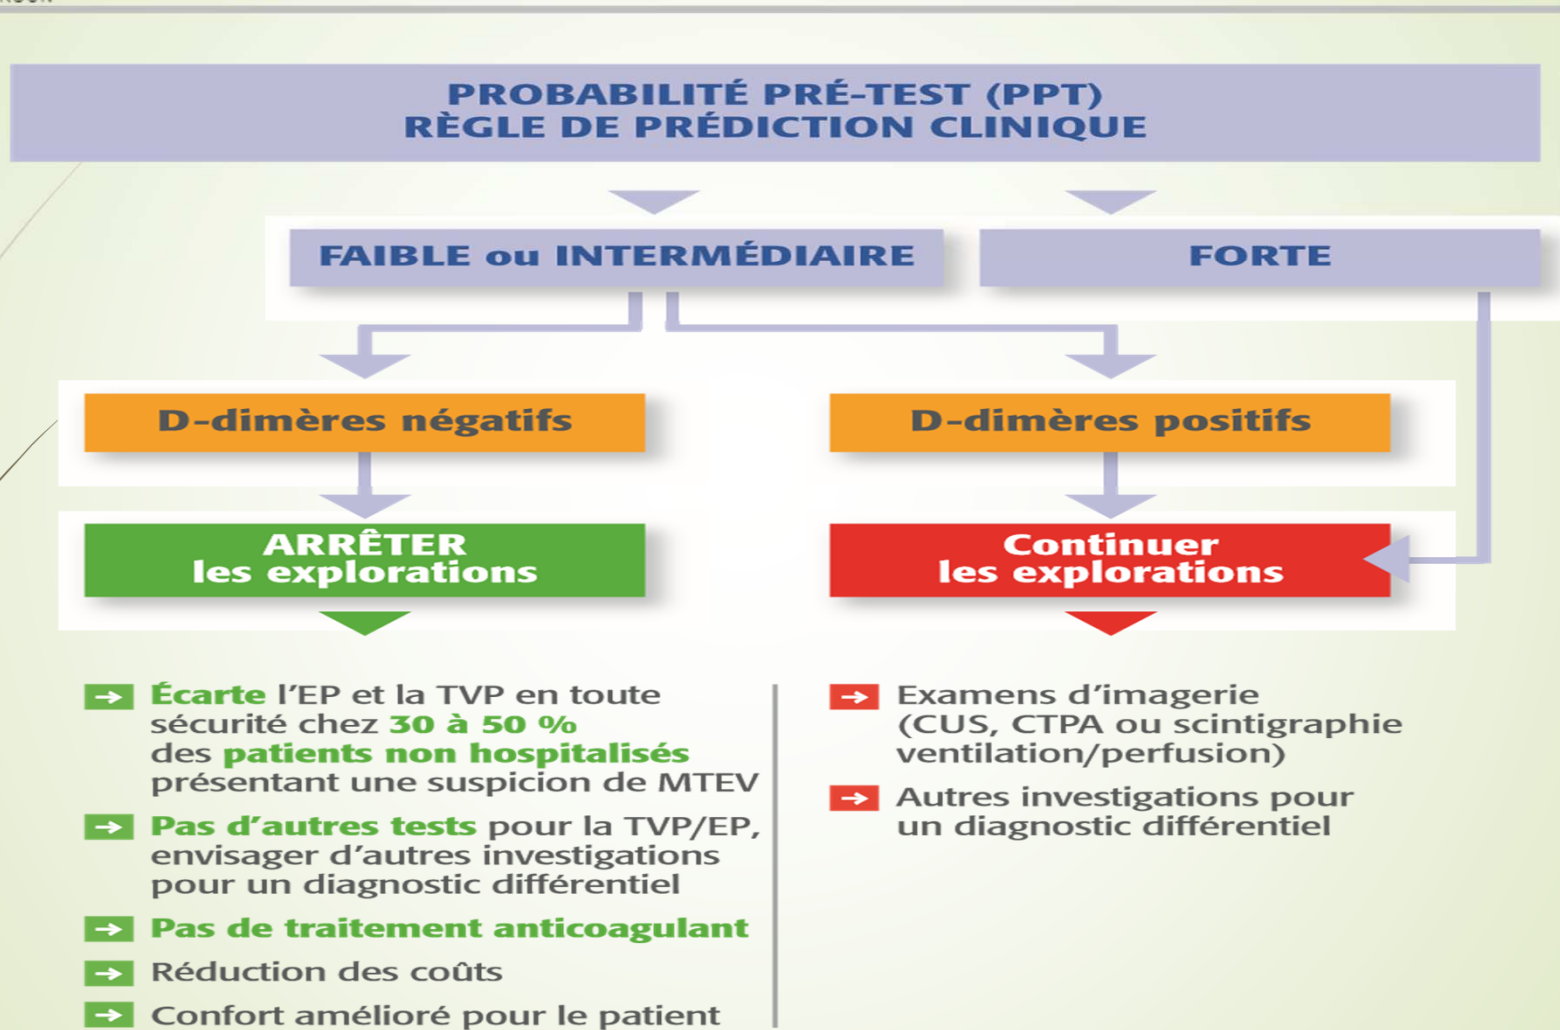 PROBABILITÉ PRÉ-TEST (PPT)
RÈGLE DE PRÉDICTION CLINIQUE
FAIBLE ou INTERMÉDIAIRE
FORTE
D-dimères négatifs
D-dimères positifs
ARRÊTER
les explorations
Continuer
les explorations
Écarte l'EP et la TVP en toute
sécurité chez 30 à 50 %
des patients non hospitalisés
présentant une suspicion de MTEV
Pas d'autres tests pour la TVP/EP,
envisager d'autres investigations
pour un diagnostic différentiel
Pas de traitement anticoagulant
Réduction des coûts
Confort amélioré pour le patient
Examens d'imagerie
(CUS, CTPA ou scintigraphie
ventilation/perfusion)
Autres investigations pour
un diagnostic différentiel